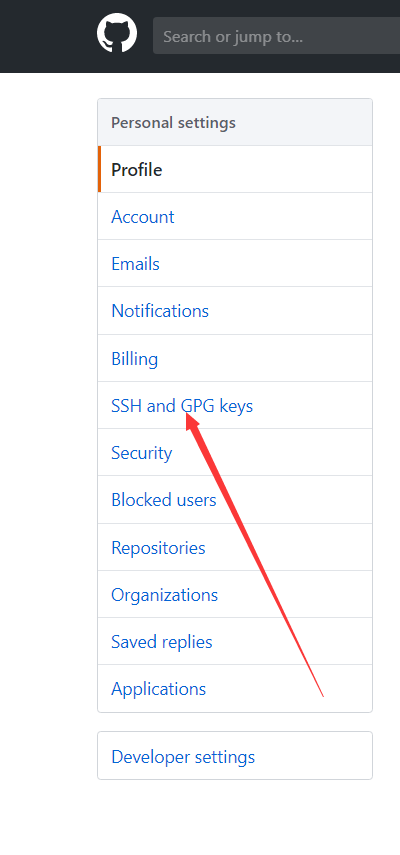 Search or jump to...
Personal settings
Profile
Account
Emails
Notifications
Billing
SSH and GPG keys
Security
Blocked users
Repositories
Organizations
Saved replies
Applications
Developer settings